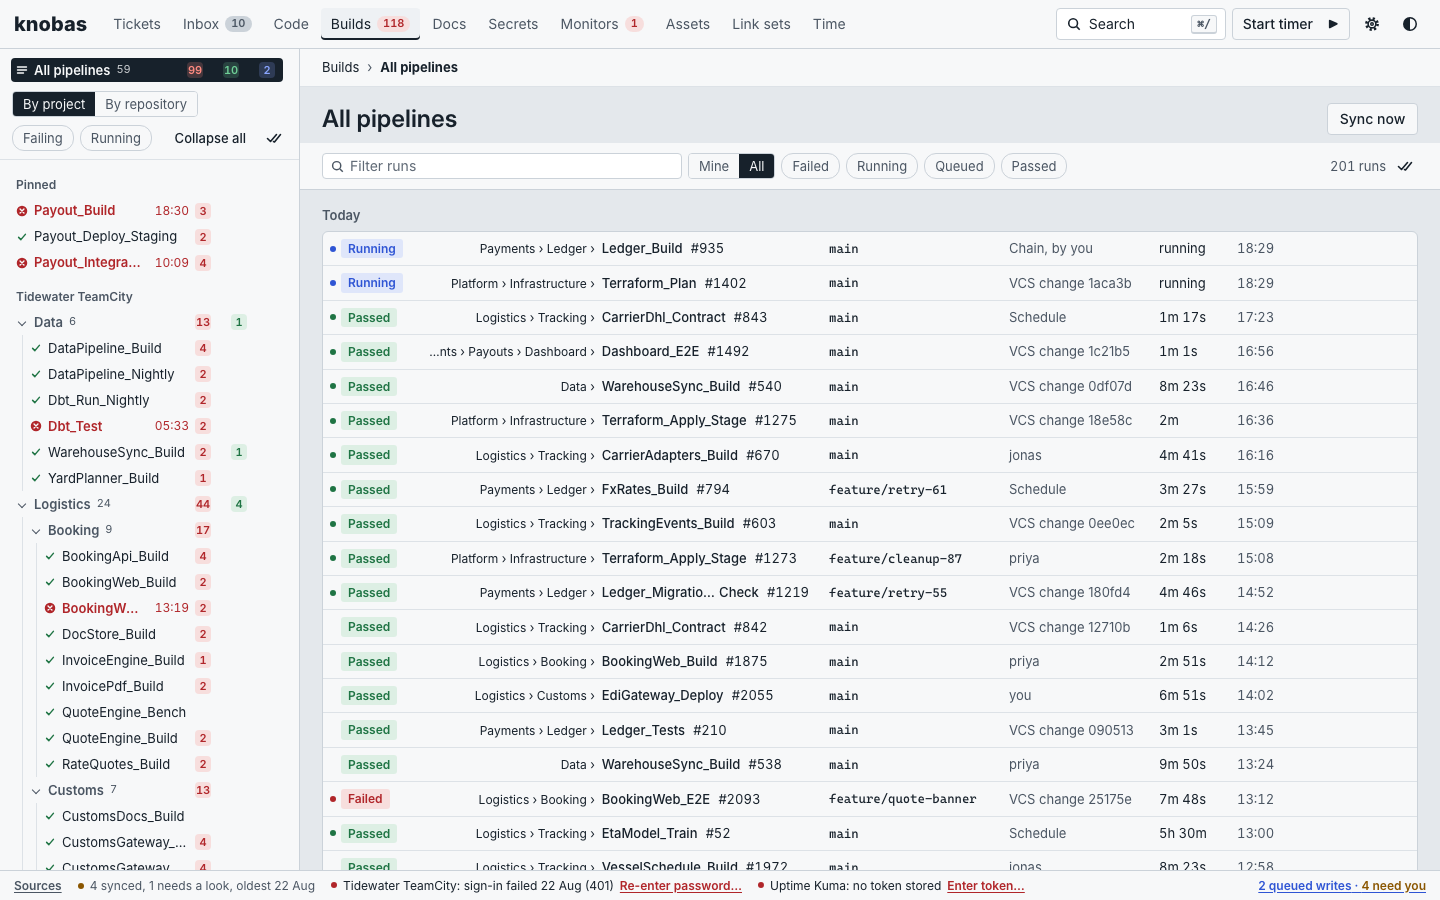 knobas Tickets Inbox 10 Code Builds 118 Docs Secrets Monitors 1 Assets Link sets Time Search ⌘/ Start timer
All pipelines 59 99 10 2
By project By repository
Failing Running Collapse all
Pinned
Payout_Build 18:30 3
Payout_Deploy_Staging 2
Payout_Integra... 10:09 4
Tidewater TeamCity
Data 6 13 1
DataPipeline_Build 4
DataPipeline_Nightly 2
Dbt_Run_Nightly 2
Dbt_Test 05:33 2
WarehouseSync_Build 2 1
YardPlanner_Build 1
Logistics 24 44 4
Booking 9 17
BookingApi_Build 4
BookingWeb_Build 2
BookingW... 13:19 2
DocStore_Build 2
InvoiceEngine_Build 1
InvoicePdf_Build 2
QuoteEngine_Bench
QuoteEngine_Build 2
RateQuotes_Build 2
Customs 7 13
CustomsDocs_Build
CustomsGateway_... 4
CustomsGateway 4
Builds › All pipelines
All pipelines Sync now
Filter runs Mine All Failed Running Queued Passed 201 runs
Today
Running Payments › Ledger › Ledger_Build #935 main Chain, by you running 18:29
Running Platform › Infrastructure › Terraform_Plan #1402 main VCS change 1aca3b running 18:29
Passed Logistics › Tracking › CarrierDhl_Contract #843 main Schedule 1m 17s 17:23
Passed ...nts › Payouts › Dashboard › Dashboard_E2E #1492 main VCS change 1c21b5 1m 1s 16:56
Passed Data › WarehouseSync_Build #540 main VCS change 0df07d 8m 23s 16:46
Passed Platform › Infrastructure › Terraform_Apply_Stage #1275 main VCS change 18e58c 2m 16:36
Passed Logistics › Tracking › CarrierAdapters_Build #670 main jonas 4m 41s 16:16
Passed Payments › Ledger › FxRates_Build #794 feature/retry-61 Schedule 3m 27s 15:59
Passed Logistics › Tracking › TrackingEvents_Build #603 main VCS change 0ee0ec 2m 5s 15:09
Passed Platform › Infrastructure › Terraform_Apply_Stage #1273 feature/cleanup-87 priya 2m 18s 15:08
Passed Payments › Ledger › Ledger_Migratio... Check #1219 feature/retry-55 VCS change 180fd4 4m 46s 14:52
Passed Logistics › Tracking › CarrierDhl_Contract #842 main VCS change 12710b 1m 6s 14:26
Passed Logistics › Booking › BookingWeb_Build #1875 main priya 2m 51s 14:12
Passed Logistics › Customs › EdiGateway_Deploy #2055 main you 6m 51s 14:02
Passed Payments › Ledger › Ledger_Tests #210 main VCS change 090513 3m 1s 13:45
Passed Data › WarehouseSync_Build #538 main priya 9m 50s 13:24
Failed Logistics › Booking › BookingWeb_E2E #2093 feature/quote-banner VCS change 25175e 7m 48s 13:12
Passed Logistics › Tracking › EtaModel_Train #52 main Schedule 5h 30m 13:00
Passed Logistics › Tracking › VesselSchedule_Build #1972 main jonas 8m 23s 12:58
Sources 4 synced, 1 needs a look, oldest 22 Aug Tidewater TeamCity: sign-in failed 22 Aug (401) Re-enter password... Uptime Kuma: no token stored Enter token... 2 queued writes · 4 need you